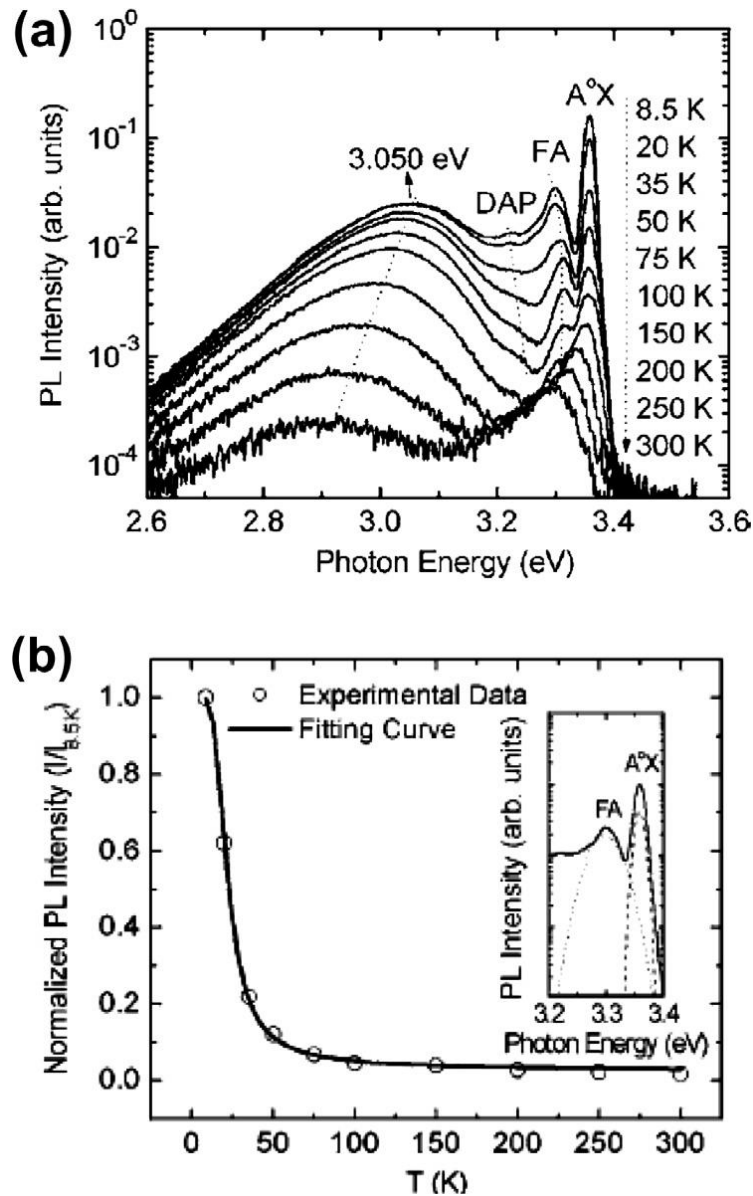 (a)
10⁰
10⁻¹
10⁻²
10⁻³
10⁻⁴
PL Intensity (arb. units)
3.050 eV
DAP
FA
A°X
8.5 K
20 K
35 K
50 K
75 K
100 K
150 K
200 K
250 K
300 K
2.6 2.8 3.0 3.2 3.4 3.6
Photon Energy (eV)
(b)
1.0
0.8
0.6
0.4
0.2
0.0
Normalized PL Intensity (I/I8.5K)
Experimental Data
Fitting Curve
PL Intensity (arb. units)
A°X
FA
3.2 3.3 3.4
Photon Energy (eV)
0 50 100 150 200 250 300
T (K)